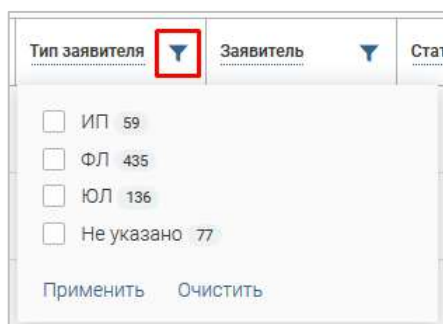 Тип заявителя Заявитель Стат
ИП 59
ФЛ 435
ЮЛ 136
Не указано 77
Применить Очистить